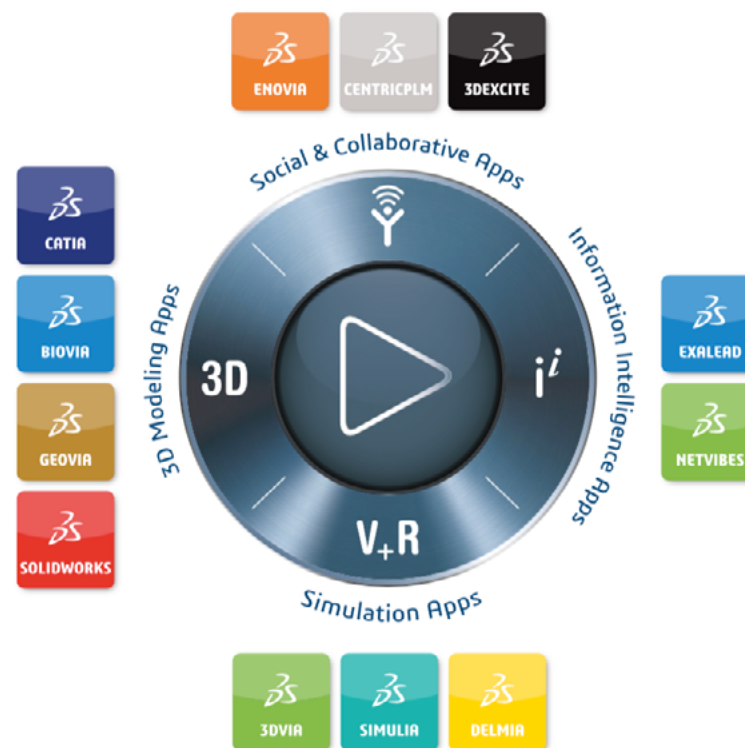 ENOVIA
CENTRICPLM
3DEXCITE
Social & Collaborative Apps
CATIA
BIOVIA
GEOVIA
SOLIDWORKS
3D Modeling Apps
3D
Information Intelligence Apps
i i
EXALEAD
NETVIBES
V+R
Simulation Apps
3DVIA
SIMULIA
DELMIA